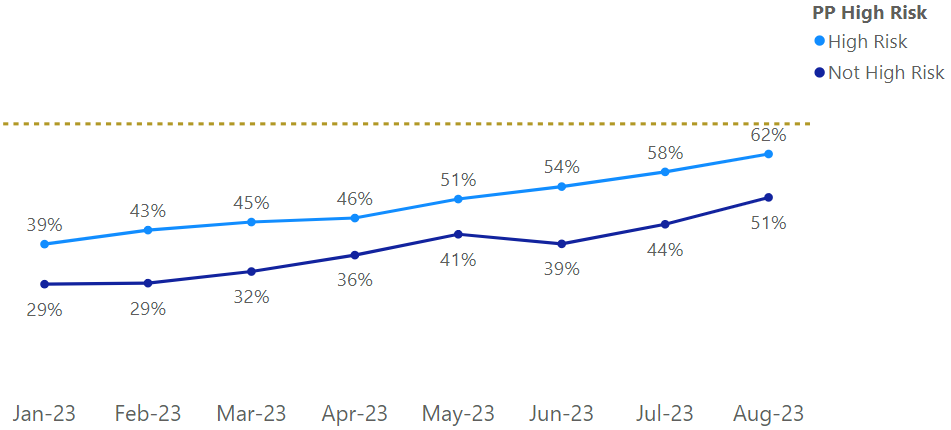 PP High Risk
High Risk
Not High Risk
39% 43% 45% 46% 51% 54% 58% 62%
29% 29% 32% 36% 41% 39% 44% 51%
Jan-23 Feb-23 Mar-23 Apr-23 May-23 Jun-23 Jul-23 Aug-23